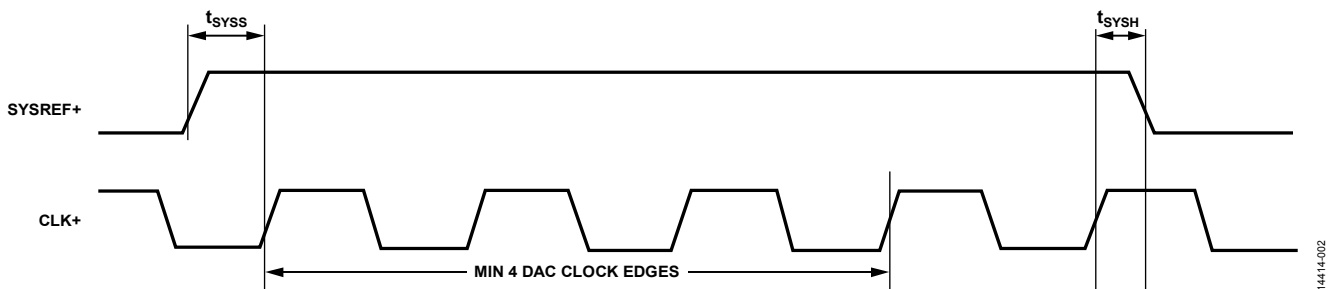 tSYSS
tSYSH
SYSREF+
CLK+
MIN 4 DAC CLOCK EDGES
14414-002